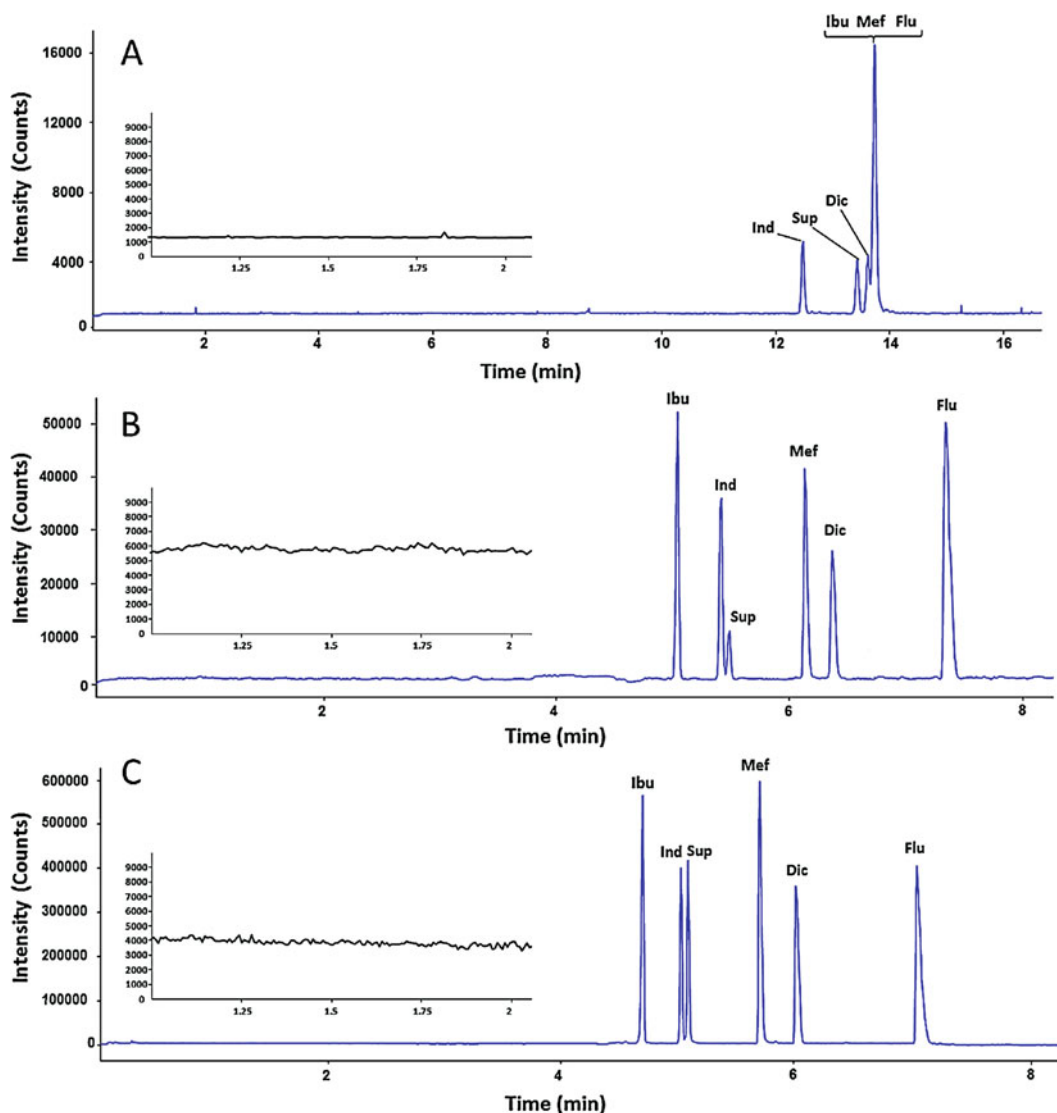 Ibu Mef Flu
A
16000
12000
8000
4000
0
Intensity (Counts)
9000
8000
7000
6000
5000
4000
3000
2000
1000
0
1.25 1.5 1.75 2
Ind
Sup
Dic
2 4 6 8 10 12 14 16
Time (min)
B
50000
40000
30000
20000
10000
0
Intensity (Counts)
9000
8000
7000
6000
5000
4000
3000
2000
1000
0
1.25 1.5 1.75 2
Ibu
Ind
Sup
Mef
Dic
Flu
2 4 6 8
Time (min)
C
600000
500000
400000
300000
200000
100000
0
Intensity (Counts)
9000
8000
7000
6000
5000
4000
3000
2000
1000
0
1.25 1.5 1.75 2
Ibu
Ind Sup
Mef
Dic
Flu
2 4 6 8
Time (min)